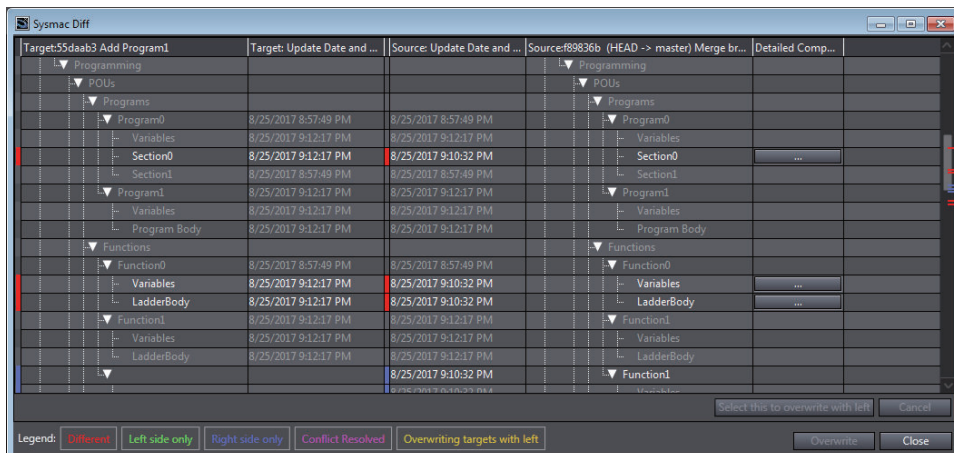 Sysmac Diff
Target:55daab3 Add Program1 Target: Update Date and ... Source: Update Date and ... Source:f89836b (HEAD -> master) Merge br... Detailed Comp...
Programming Programming
POUs POUs
Programs Programs
Program0 8/25/2017 8:57:49 PM 8/25/2017 8:57:49 PM Program0
Variables 8/25/2017 9:12:17 PM 8/25/2017 9:12:17 PM Variables
Section0 8/25/2017 9:12:17 PM 8/25/2017 9:10:32 PM Section0 ...
Section1 8/25/2017 8:57:49 PM 8/25/2017 8:57:49 PM Section1
Program1 8/25/2017 9:12:17 PM 8/25/2017 9:12:17 PM Program1
Variables 8/25/2017 9:12:17 PM 8/25/2017 9:12:17 PM Variables
Program Body 8/25/2017 9:12:17 PM 8/25/2017 9:12:17 PM Program Body
Functions Functions
Function0 8/25/2017 8:57:49 PM 8/25/2017 8:57:49 PM Function0
Variables 8/25/2017 9:12:17 PM 8/25/2017 9:10:32 PM Variables ...
LadderBody 8/25/2017 9:12:17 PM 8/25/2017 9:10:32 PM LadderBody ...
Function1 8/25/2017 9:12:17 PM 8/25/2017 9:12:17 PM Function1
Variables 8/25/2017 9:12:17 PM 8/25/2017 9:12:17 PM Variables
LadderBody 8/25/2017 9:12:17 PM 8/25/2017 9:12:17 PM LadderBody
8/25/2017 9:10:32 PM Function1
8/25/2017 9:10:32 PM Variables
Select this to overwrite with left Cancel
Legend: Different Left side only Right side only Conflict Resolved Overwriting targets with left Overwrite Close